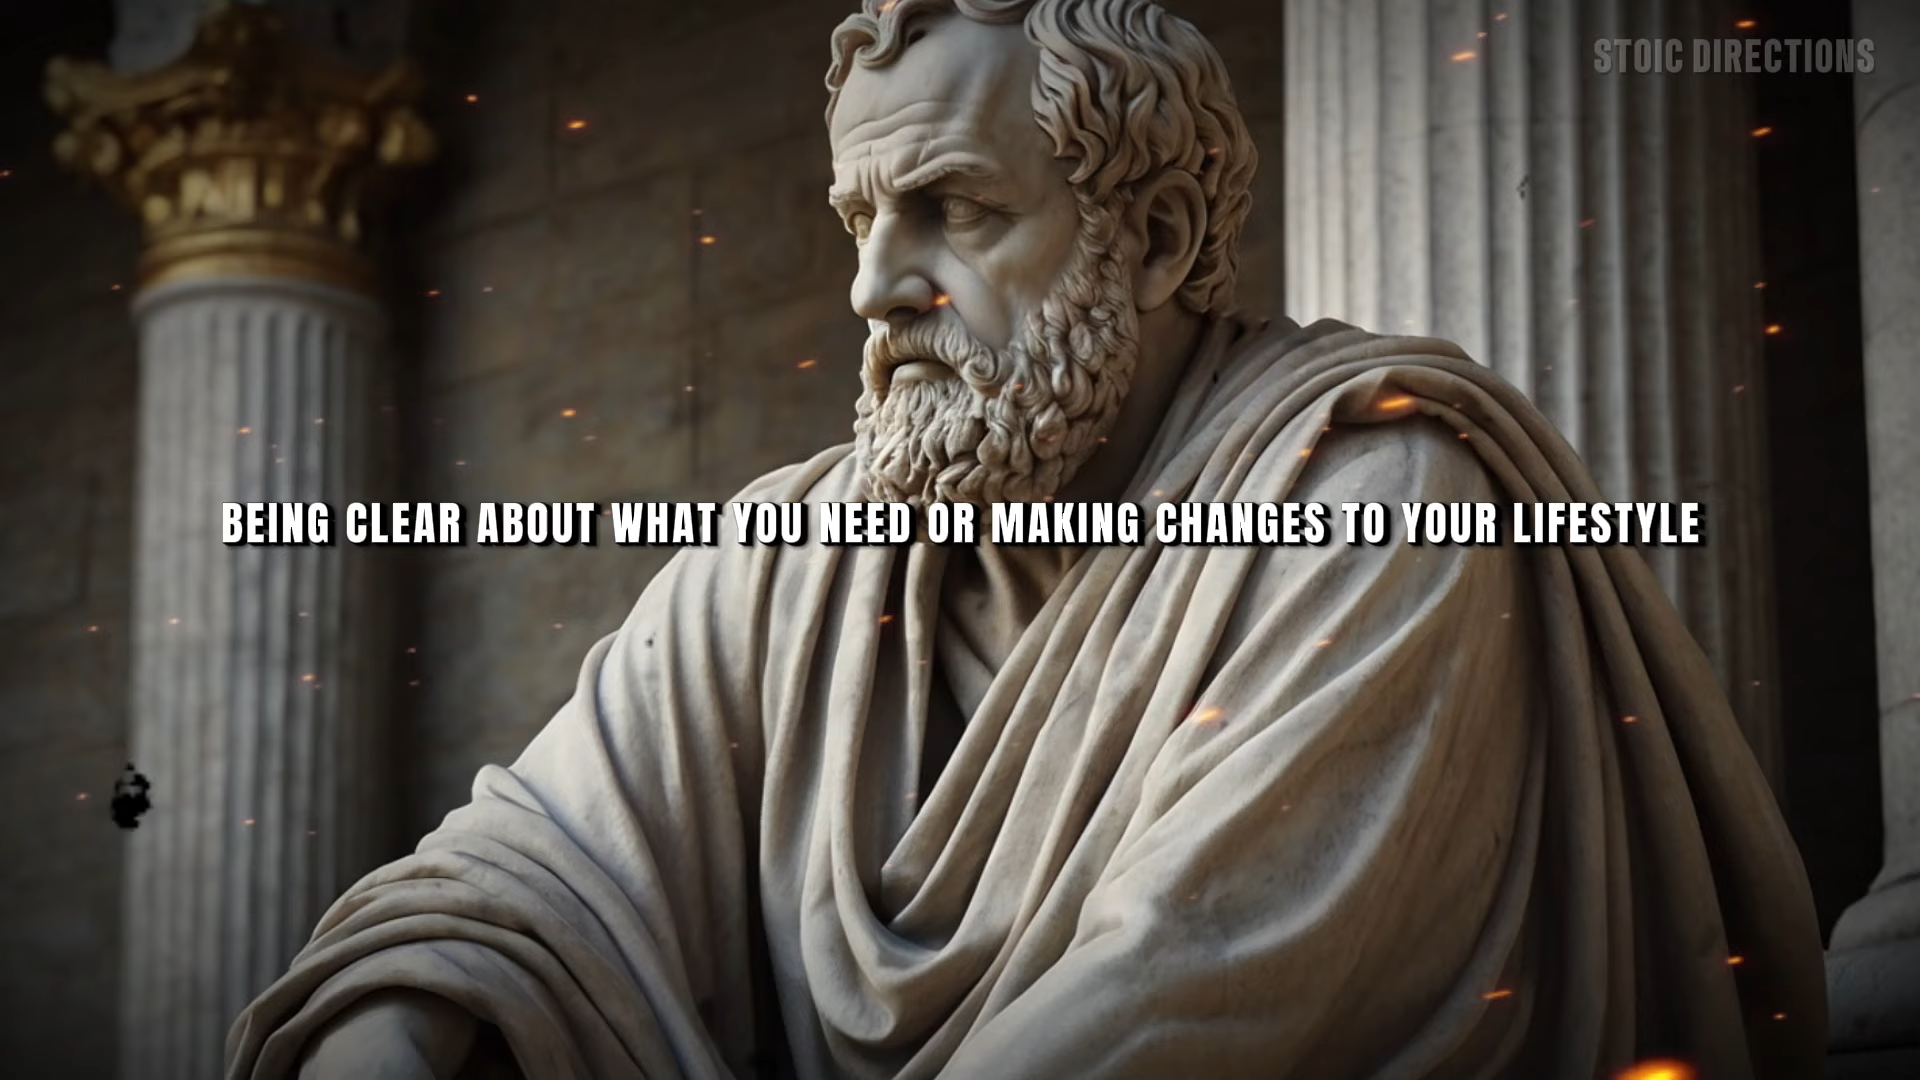 STOIC DIRECTIONS
BEING CLEAR ABOUT WHAT YOU NEED OR MAKING CHANGES TO YOUR LIFESTYLE